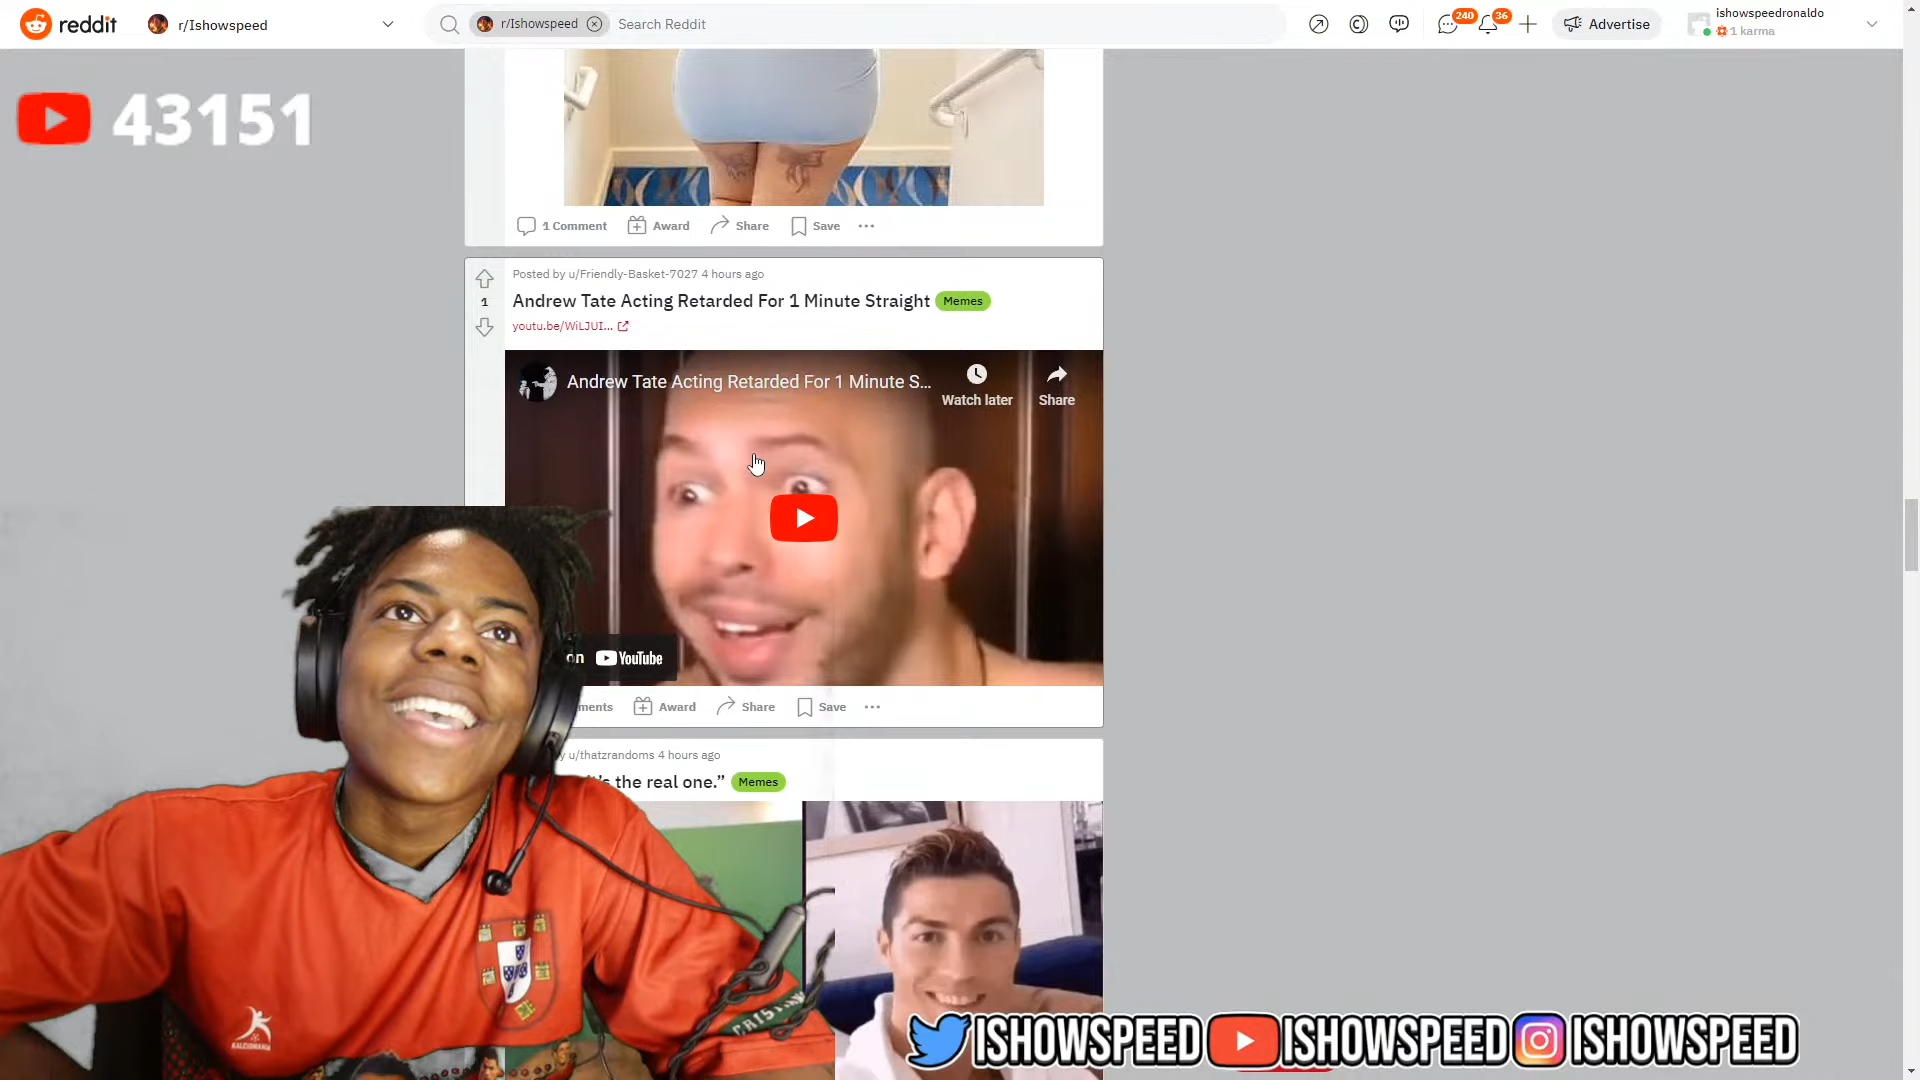 reddit
r/Ishowspeed
r/Ishowspeed
Search Reddit
240
36
Advertise
ishowspeedronaldo
1 karma
43151
1 Comment
Award
Share
Save
Posted by u/Friendly-Basket-7027 4 hours ago
1
Andrew Tate Acting Retarded For 1 Minute Straight
Memes
youtu.be/WiLJUI...
Andrew Tate Acting Retarded For 1 Minute S...
Watch later
Share
on YouTube
ments
Award
Share
Save
y u/thatzrandoms 4 hours ago
's the real one.”
Memes
KALCIOMANIA
CRISTIAN
ISHOWSPEED
ISHOWSPEED
ISHOWSPEED